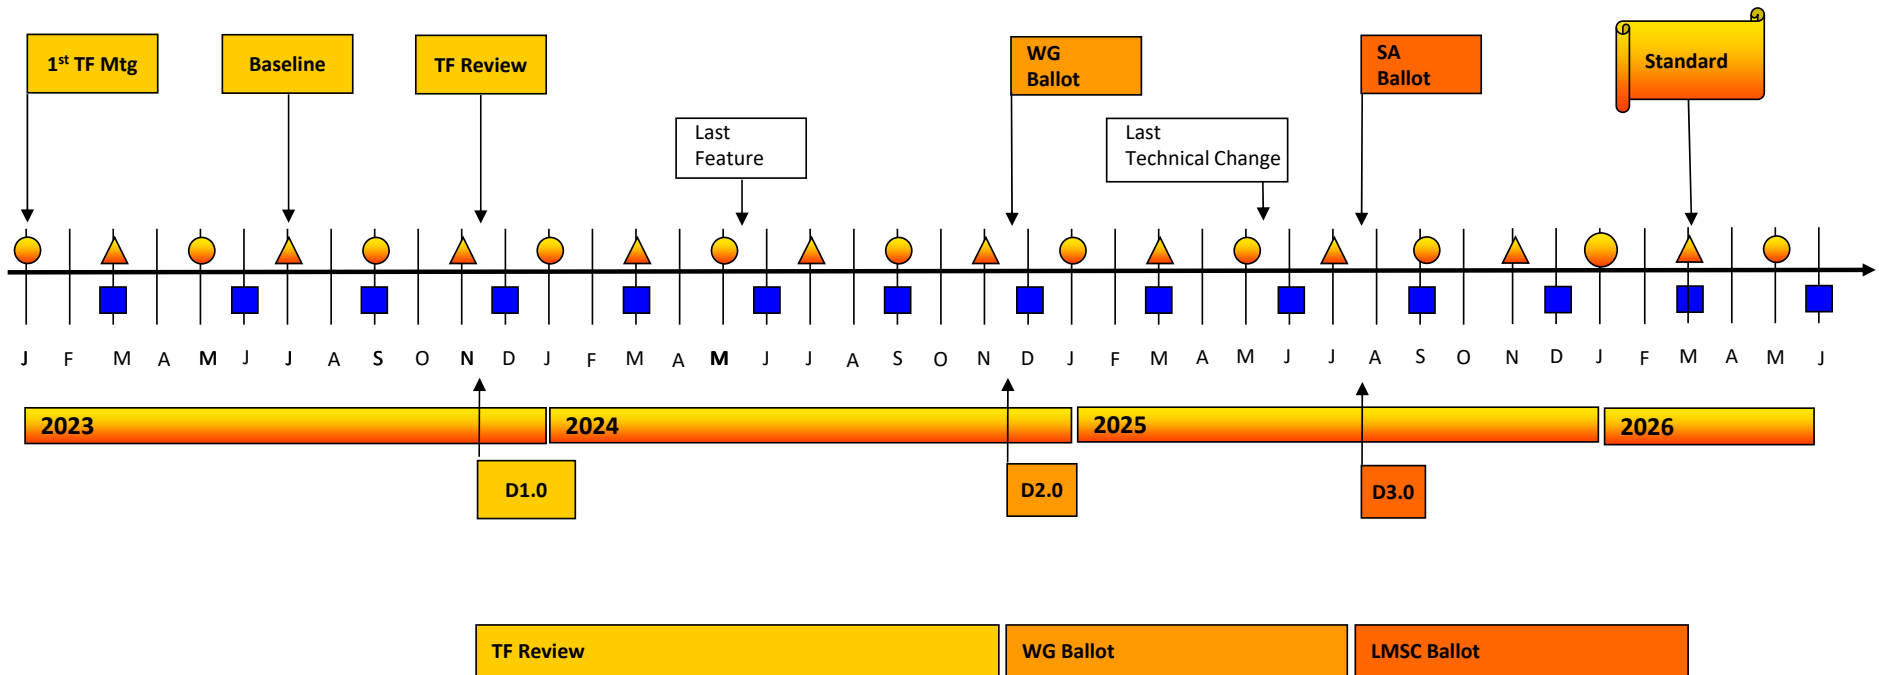 1st TF Mtg
Baseline
TF Review
WG
Ballot
SA
Ballot
Standard
Last
Feature
Last
Technical Change
J F M A M J J A S O N D J F M A M J J A S O N D J F M A M J J A S O N D J F M A M J
2023
2024
2025
2026
D1.0
D2.0
D3.0
TF Review
WG Ballot
LMSC Ballot